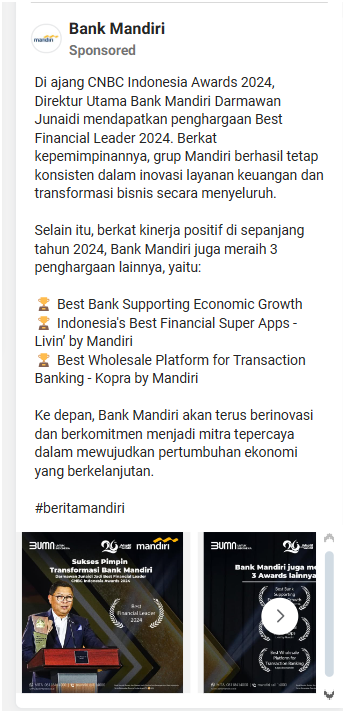 Bank Mandiri
Sponsored
mandiri
Di ajang CNBC Indonesia Awards 2024,
Direktur Utama Bank Mandiri Darmawan
Junaidi mendapatkan penghargaan Best
Financial Leader 2024. Berkat
kepemimpinannya, grup Mandiri berhasil tetap
konsisten dalam inovasi layanan keuangan dan
transformasi bisnis secara menyeluruh.
Selain itu, berkat kinerja positif di sepanjang
tahun 2024, Bank Mandiri juga meraih 3
penghargaan lainnya, yaitu:
🏆 Best Bank Supporting Economic Growth
🏆 Indonesia's Best Financial Super Apps -
Livin’ by Mandiri
🏆 Best Wholesale Platform for Transaction
Banking - Kopra by Mandiri
Ke depan, Bank Mandiri akan terus berinovasi
dan berkomitmen menjadi mitra tepercaya
dalam mewujudkan pertumbuhan ekonomi
yang berkelanjutan.
#beritamandiri
BUMN
mandiri
Sukses Pimpin
Transformasi Bank Mandiri
Darmawan Junaidi Jadi Best Financial Leader
CNBC Indonesia Awards 2024
Best
Financial Leader
2024
BUMN
Bank Mandiri juga me
3 Awards lainny
Best Bank
Supporting
Best Wholesale
Platform for
Transaction Banking